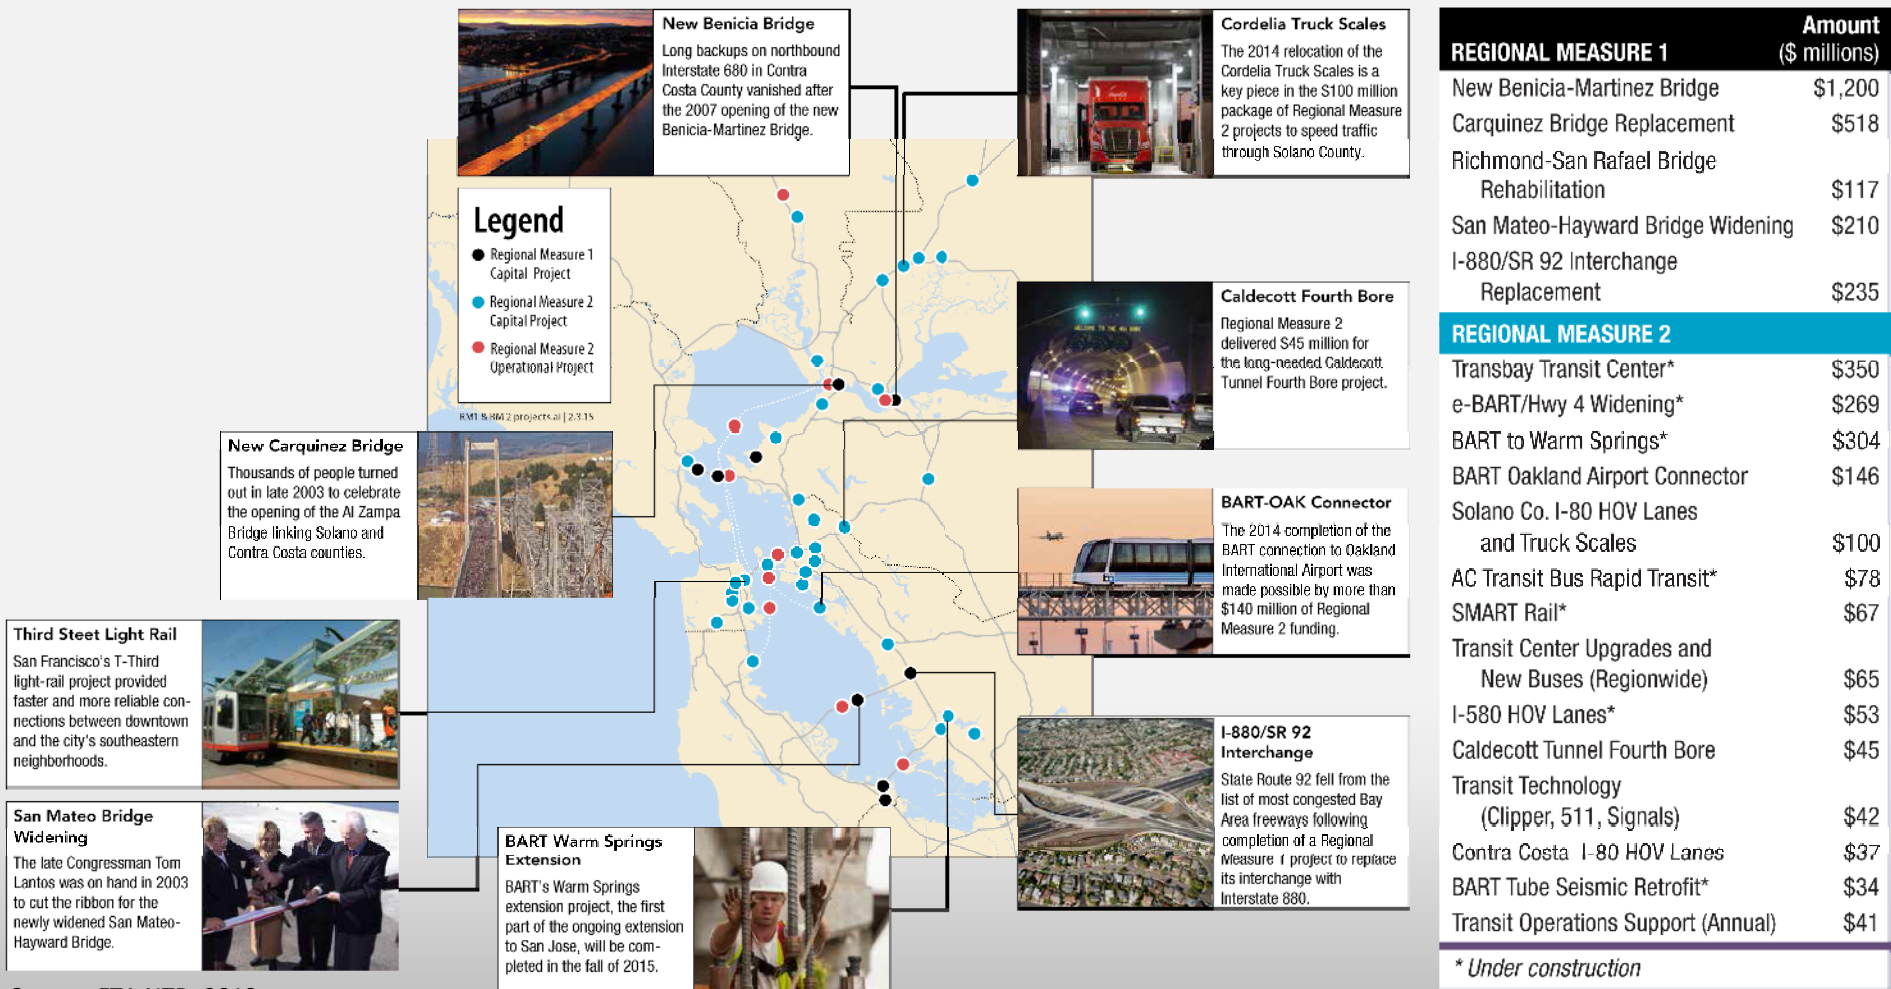 New Benicia Bridge
Long backups on northbound
Interstate 680 in Contra
Costa County vanished after
the 2007 opening of the new
Benicia-Martinez Bridge.
Cordelia Truck Scales
The 2014 relocation of the
Cordelia Truck Scales is a
key piece in the $100 million
package of Regional Measure
2 projects to speed traffic
through Solano County.
Legend
Regional Measure 1
Capital Project
Regional Measure 2
Capital Project
Regional Measure 2
Operational Project
RM1 & RM 2 projects.ai | 2.3.15
Caldecott Fourth Bore
Regional Measure 2
delivered $45 million for
the long-needed Caldecott
Tunnel Fourth Bore project.
New Carquinez Bridge
Thousands of people turned
out in late 2003 to celebrate
the opening of the Al Zampa
Bridge linking Solano and
Contra Costa counties.
BART-OAK Connector
The 2014 completion of the
BART connection to Oakland
International Airport was
made possible by more than
$140 million of Regional
Measure 2 funding.
Third Steet Light Rail
San Francisco's T-Third
light-rail project provided
faster and more reliable con-
nections between downtown
and the city's southeastern
neighborhoods.
I-880/SR 92
Interchange
State Route 92 fell from the
list of most congested Bay
Area freeways following
completion of a Regional
Measure 1 project to replace
its interchange with
Interstate 880.
San Mateo Bridge
Widening
The late Congressman Tom
Lantos was on hand in 2003
to cut the ribbon for the
newly widened San Mateo-
Hayward Bridge.
BART Warm Springs
Extension
BART's Warm Springs
extension project, the first
part of the ongoing extension
to San Jose, will be com-
pleted in the fall of 2015.
Amount
REGIONAL MEASURE 1 ($ millions)
New Benicia-Martinez Bridge $1,200
Carquinez Bridge Replacement $518
Richmond-San Rafael Bridge
Rehabilitation $117
San Mateo-Hayward Bridge Widening $210
I-880/SR 92 Interchange
Replacement $235
REGIONAL MEASURE 2
Transbay Transit Center* $350
e-BART/Hwy 4 Widening* $269
BART to Warm Springs* $304
BART Oakland Airport Connector $146
Solano Co. I-80 HOV Lanes
and Truck Scales $100
AC Transit Bus Rapid Transit* $78
SMART Rail* $67
Transit Center Upgrades and
New Buses (Regionwide) $65
I-580 HOV Lanes* $53
Caldecott Tunnel Fourth Bore $45
Transit Technology
(Clipper, 511, Signals) $42
Contra Costa I-80 HOV Lanes $37
BART Tube Seismic Retrofit* $34
Transit Operations Support (Annual) $41
* Under construction